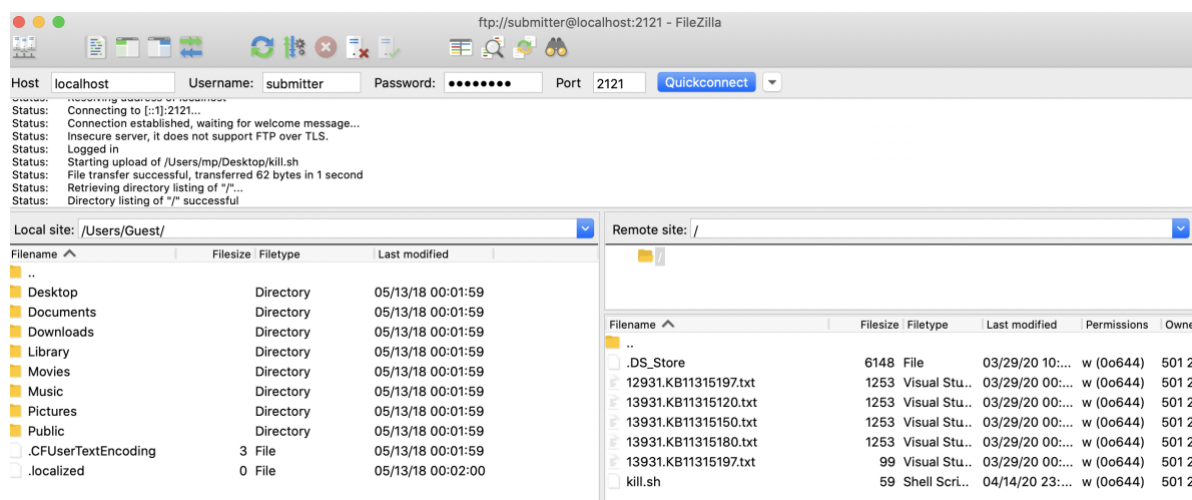 ftp://submitter@localhost:2121 - FileZilla
Host localhost Username: submitter Password: •••••••• Port 2121 Quickconnect
Status: Resolving address of localhost
Status: Connecting to [::1]:2121...
Status: Connection established, waiting for welcome message...
Status: Insecure server, it does not support FTP over TLS.
Status: Logged in
Status: Starting upload of /Users/mp/Desktop/kill.sh
Status: File transfer successful, transferred 62 bytes in 1 second
Status: Retrieving directory listing of "/"...
Status: Directory listing of "/" successful
Local site: /Users/Guest/
Filename Filesize Filetype Last modified
..
Desktop Directory 05/13/18 00:01:59
Documents Directory 05/13/18 00:01:59
Downloads Directory 05/13/18 00:01:59
Library Directory 05/13/18 00:01:59
Movies Directory 05/13/18 00:01:59
Music Directory 05/13/18 00:01:59
Pictures Directory 05/13/18 00:01:59
Public Directory 05/13/18 00:01:59
.CFUserTextEncoding 3 File 05/13/18 00:01:59
.localized 0 File 05/13/18 00:02:00
Remote site: /
/
Filename Filesize Filetype Last modified Permissions Owne
..
.DS_Store 6148 File 03/29/20 10:... w (0o644) 501 2
12931.KB11315197.txt 1253 Visual Stu... 03/29/20 00:... w (0o644) 501 2
13931.KB11315120.txt 1253 Visual Stu... 03/29/20 00:... w (0o644) 501 2
13931.KB11315150.txt 1253 Visual Stu... 03/29/20 00:... w (0o644) 501 2
13931.KB11315180.txt 1253 Visual Stu... 03/29/20 00:... w (0o644) 501 2
13931.KB11315197.txt 99 Visual Stu... 03/29/20 00:... w (0o644) 501 2
kill.sh 59 Shell Scri... 04/14/20 23:... w (0o644) 501 2